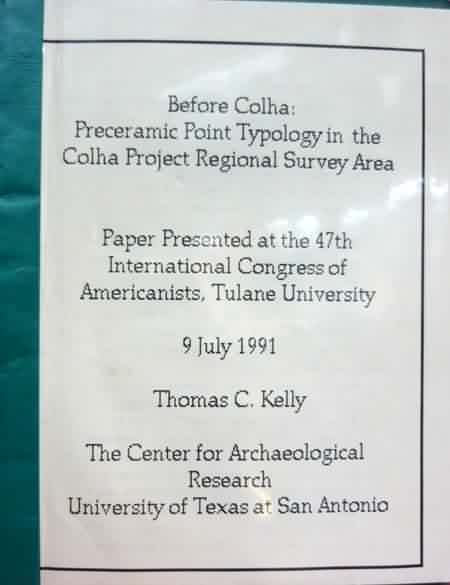 Before Colha:
Preceramic Point Typology in the
Colha Project Regional Survey Area
Paper Presented at the 47th
International Congress of
Americanists, Tulane University
9 July 1991
Thomas C. Kelly
The Center for Archaeological
Research
University of Texas at San Antonio